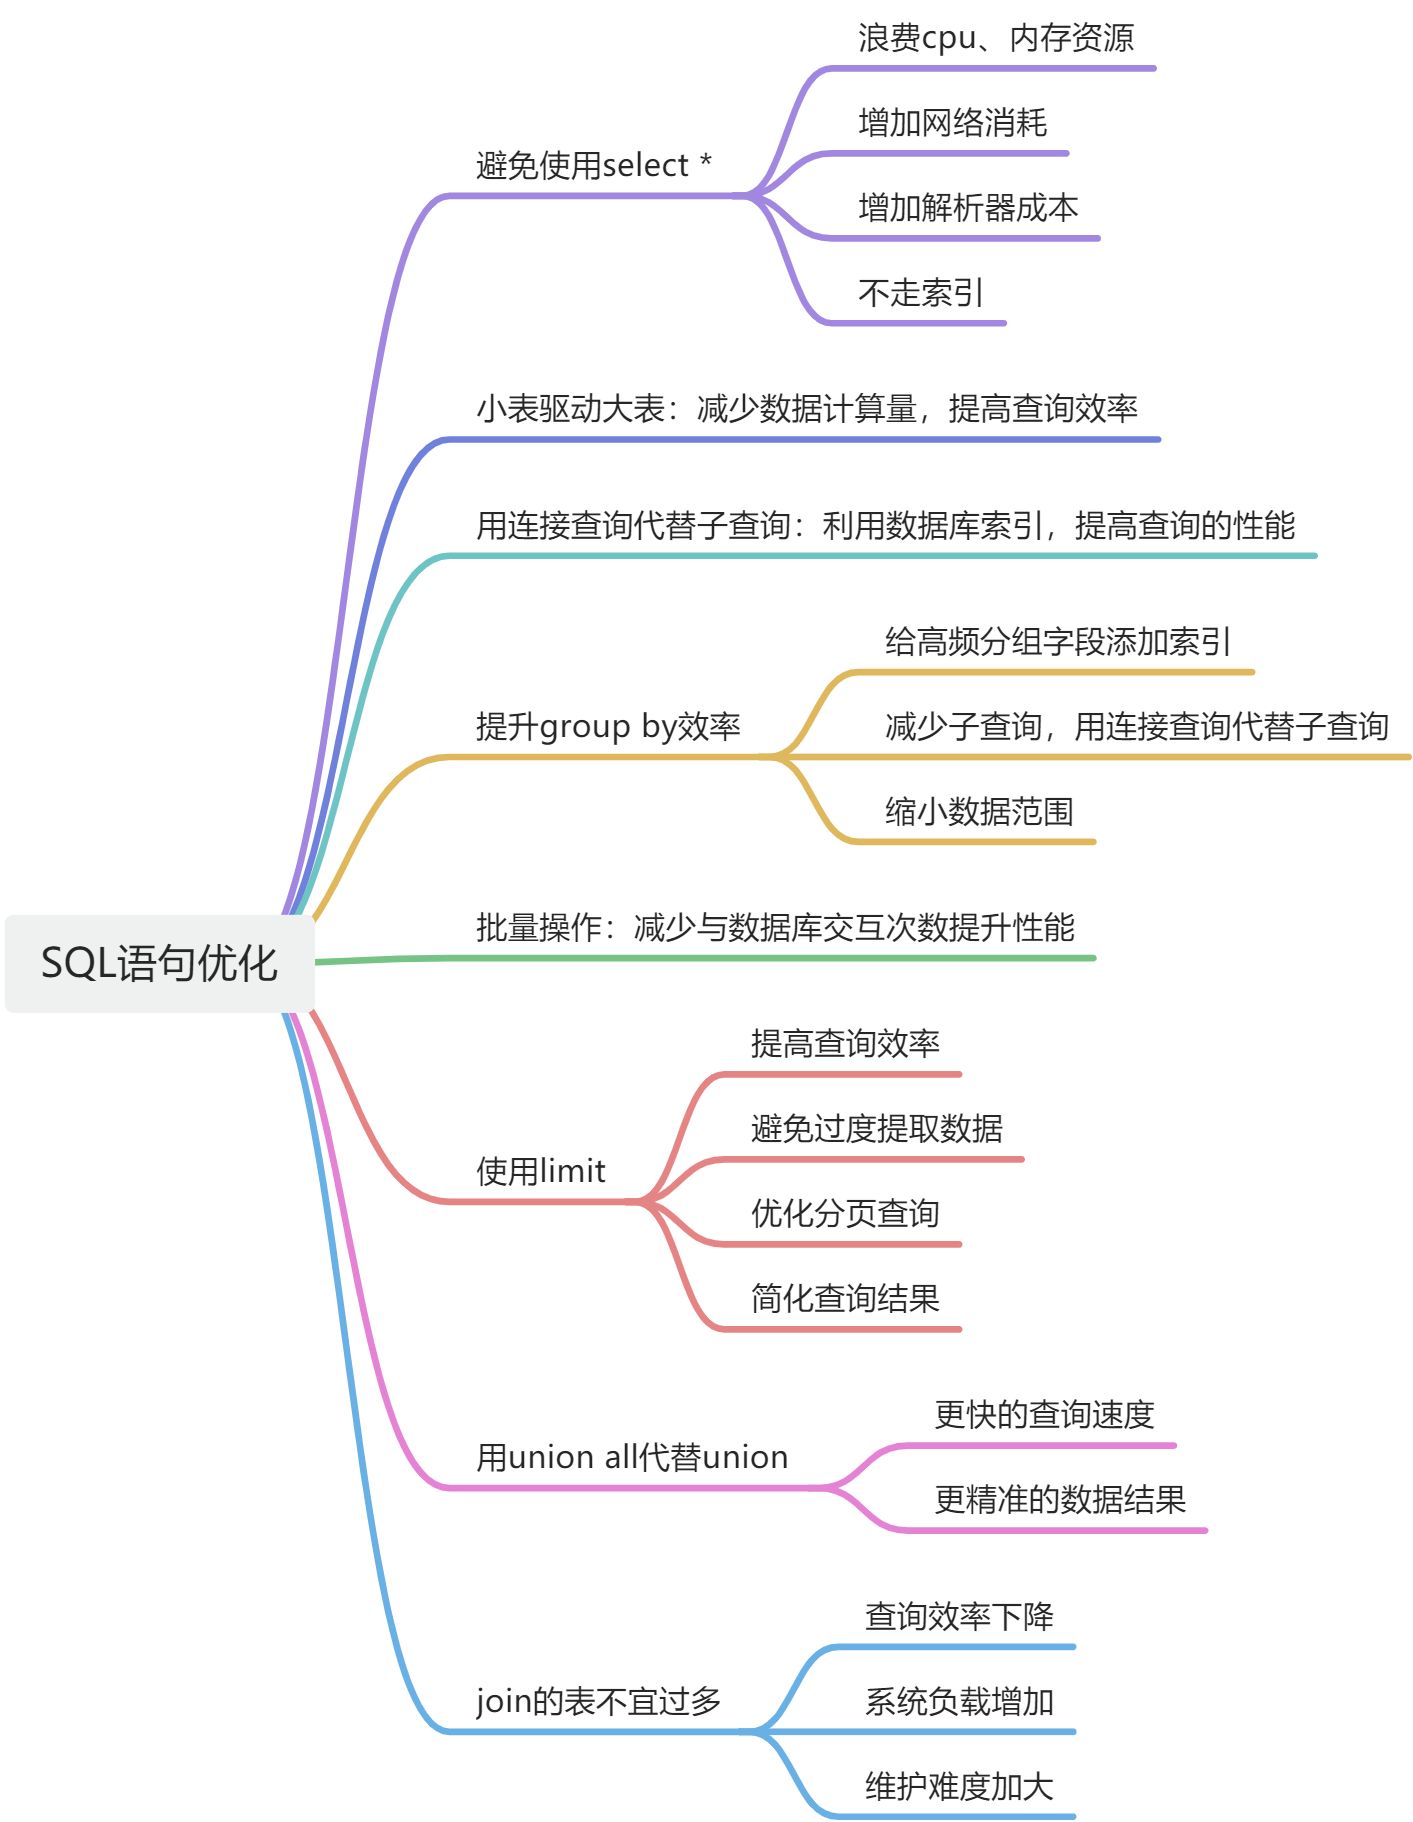 SQL语句优化
避免使用select *
浪费cpu、内存资源
增加网络消耗
增加解析器成本
不走索引
小表驱动大表：减少数据计算量，提高查询效率
用连接查询代替子查询：利用数据库索引，提高查询的性能
提升group by效率
给高频分组字段添加索引
减少子查询，用连接查询代替子查询
缩小数据范围
批量操作：减少与数据库交互次数提升性能
使用limit
提高查询效率
避免过度提取数据
优化分页查询
简化查询结果
用union all代替union
更快的查询速度
更精准的数据结果
join的表不宜过多
查询效率下降
系统负载增加
维护难度加大